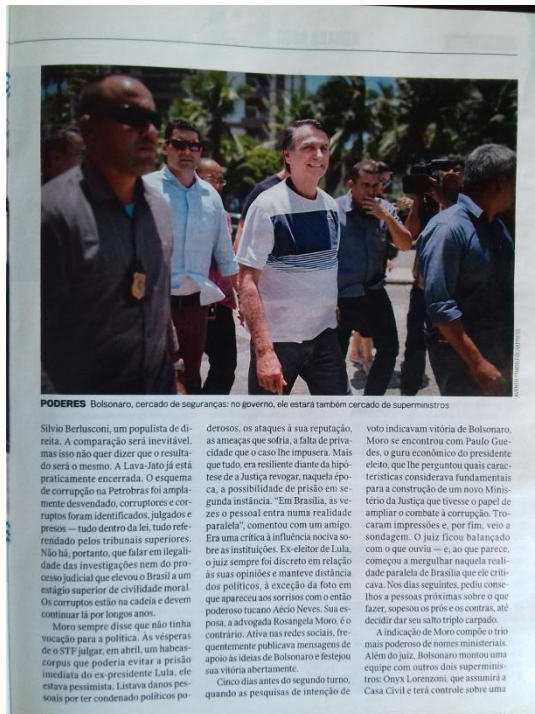 PODERES Bolsonaro, cercado de seguranças: no governo, ele estará também cercado de superministros
Silvio Berlusconi, um populista de di-
reita. A comparação será inevitável,
mas isso não quer dizer que o resulta-
do será o mesmo. A Lava-Jato já está
praticamente encerrada. O esquema
de corrupção na Petrobras foi ampla-
mente desvendado, corruptores e cor-
ruptos foram identificados, julgados e
presos — tudo dentro da lei, tudo refe-
rendado pelos tribunais superiores.
Não há, portanto, que falar em ilegali-
dade das investigações nem do pro-
cesso judicial que elevou o Brasil a um
estágio superior de civilidade moral.
Os corruptos estão na cadeia e devem
continuar lá por longos anos.
Moro sempre disse que não tinha
vocação para a política. Às vésperas
de o STF julgar, em abril, um habeas-
corpus que poderia evitar a prisão
imediata do ex-presidente Lula, ele
estava pessimista. Listava danos pes-
soais por ter condenado políticos po-
derosos, os ataques à sua reputação,
as ameaças que sofria, a falta de priva-
cidade que o caso lhe impusera. Mais
que tudo, era resiliente diante da hipó-
tese de a Justiça revogar, naquela épo-
ca, a possibilidade de prisão em se-
gunda instância. “Em Brasília, às ve-
zes o pessoal entra numa realidade
paralela”, comentou com um amigo.
Era uma crítica à influência nociva so-
bre as instituições. Ex-eleitor de Lula,
o juiz sempre foi discreto em relação
às suas opiniões e manteve distância
dos políticos, à exceção da foto em
que apareceu aos sorrisos com o então
poderoso tucano Aécio Neves. Sua es-
posa, a advogada Rosangela Moro, é o
contrário. Ativa nas redes sociais, fre-
quentemente publicava mensagens de
apoio às ideias de Bolsonaro e festejou
sua vitória abertamente.
Cinco dias antes do segundo turno,
quando as pesquisas de intenção de
voto indicavam vitória de Bolsonaro,
Moro se encontrou com Paulo Gue-
des, o guru econômico do presidente
eleito, que lhe perguntou quais carac-
terísticas considerava fundamentais
para a construção de um novo Minis-
tério da Justiça que tivesse o papel de
ampliar o combate à corrupção. Tro-
caram impressões e, por fim, veio a
sondagem. O juiz ficou balançado
com o que ouviu — e, ao que parece,
começou a mergulhar naquela reali-
dade paralela de Brasília que ele criti-
cava. Nos dias seguintes, pediu conse-
lhos a pessoas próximas sobre o que
fazer, sopesou os prós e os contras, até
decidir dar seu salto triplo carpado.
A indicação de Moro compõe o trio
mais poderoso de nomes ministeriais.
Além do juiz, Bolsonaro montou uma
equipe com outros dois superminis-
tros: Onyx Lorenzoni, que assumirá a
Casa Civil e terá controle sobre uma